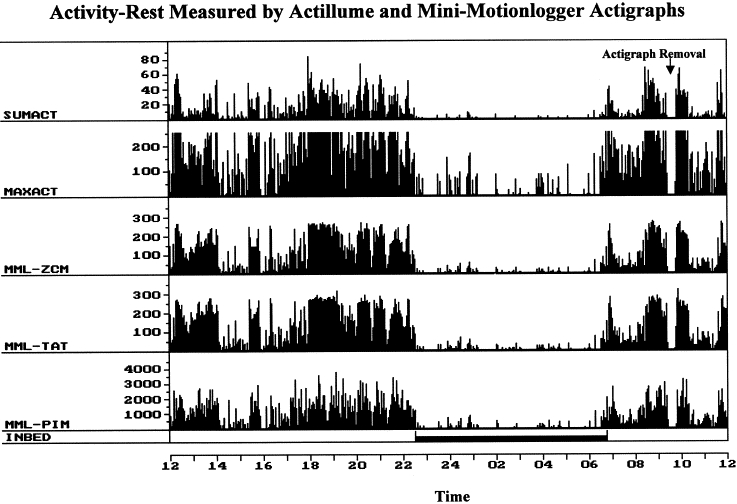 Activity-Rest Measured by Actillume and Mini-Motionlogger Actigraphs
Actigraph Removal
80
60
40
20
SUMACT
200
100
MAXACT
300
200
100
MML-ZCM
300
200
100
MML-TAT
4000
3000
2000
1000
MML-PIM
INBED
12 14 16 18 20 22 24 02 04 06 08 10 12
Time